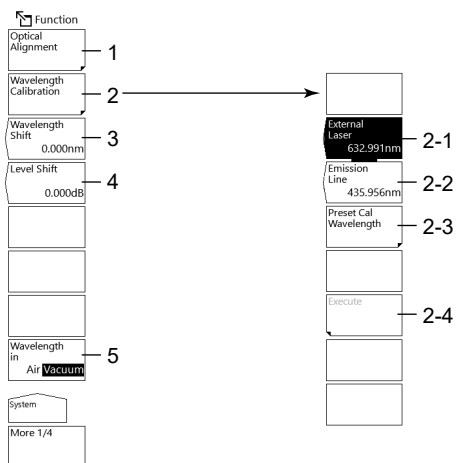 Function
Optical
Alignment
1
Wavelength
Calibration
2
Wavelength
Shift
0.000nm
3
Level Shift
0.000dB
4
Wavelength
in
Air Vacuum
5
System
More 1/4
External
Laser
632.991nm
2-1
Emission
Line
435.956nm
2-2
Preset Cal
Wavelength
2-3
Execute
2-4